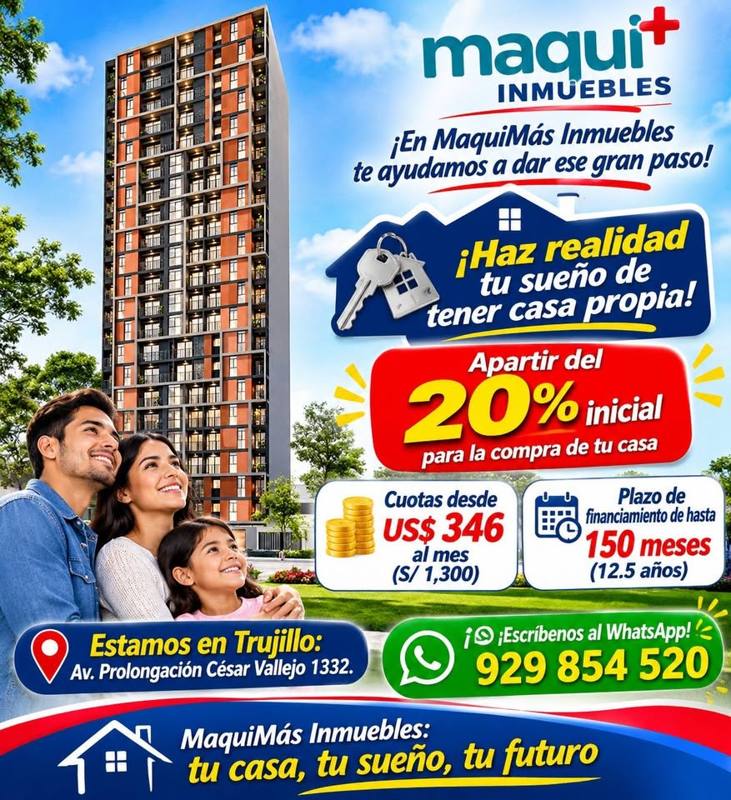 maqui+
INMUEBLES
¡En MaquiMás Inmuebles
te ayudamos a dar ese gran paso!
¡Haz realidad
tu sueño de
tener casa propia!
Apartir del
20% inicial
para la compra de tu casa
Cuotas desde
US$ 346
al mes
(S/ 1,300)
Plazo de
financiamiento de hasta
150 meses
(12.5 años)
Estamos en Trujillo:
Av. Prolongación César Vallejo 1332.
¡ ¡Escríbenos al WhatsApp!
929 854 520
MaquiMás Inmuebles:
tu casa, tu sueño, tu futuro